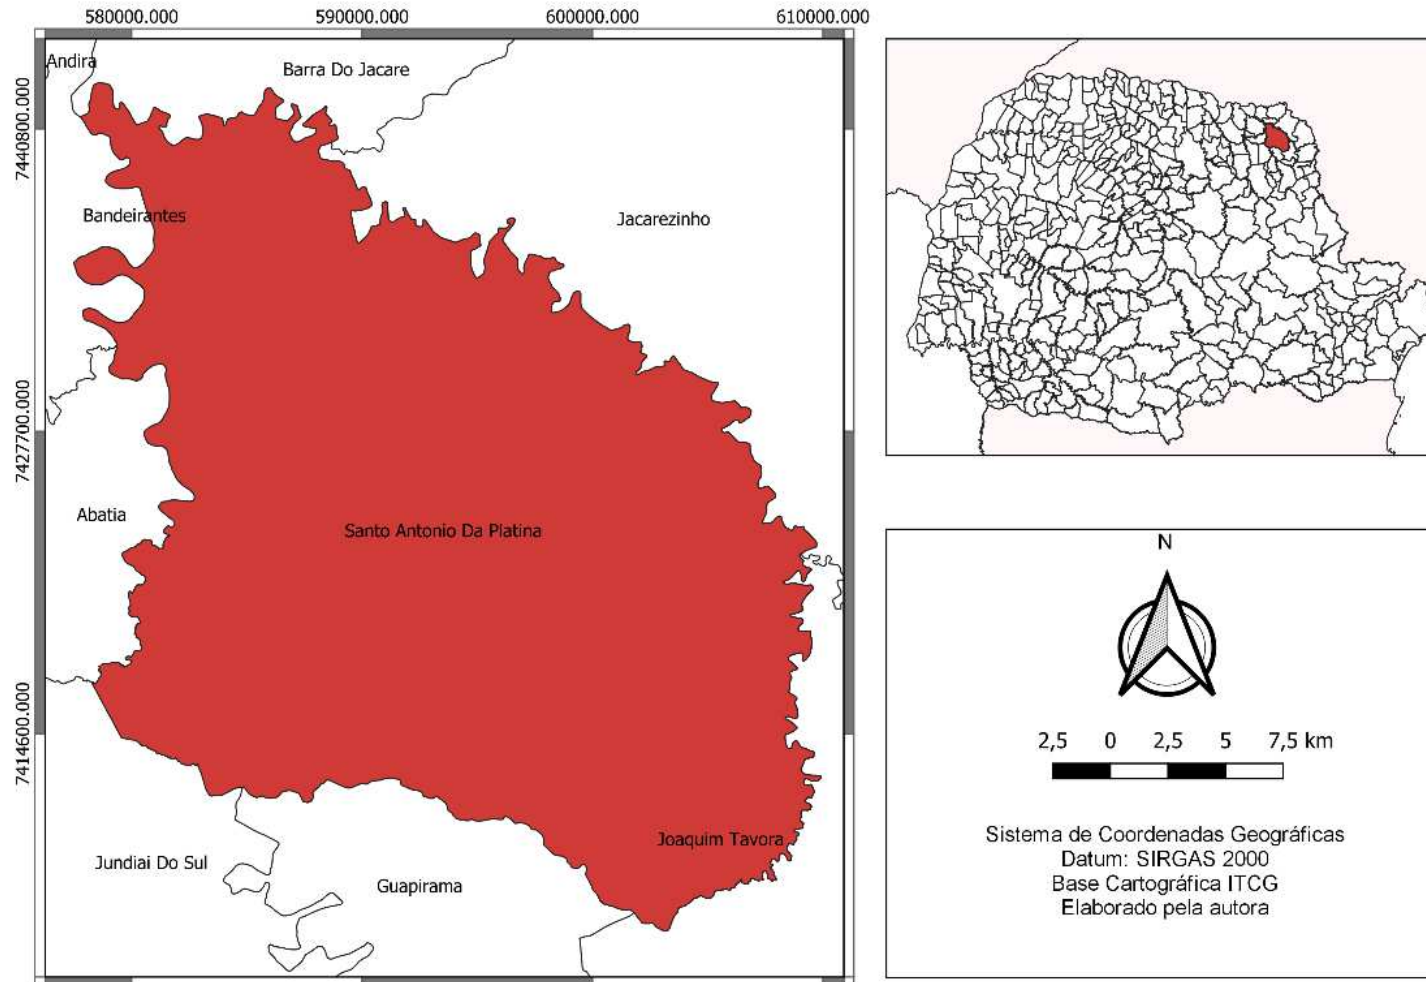 580000.000
590000.000
600000.000
610000.000
7440800.000
7427700.000
7414600.000
Andira
Barra Do Jacare
Bandeirantes
Jacarezinho
Abatia
Santo Antonio Da Platina
Joaquim Tavora
Jundiai Do Sul
Guapirama
N
2,5 0 2,5 5 7,5 km
Sistema de Coordenadas Geográficas
Datum: SIRGAS 2000
Base Cartográfica ITCG
Elaborado pela autora